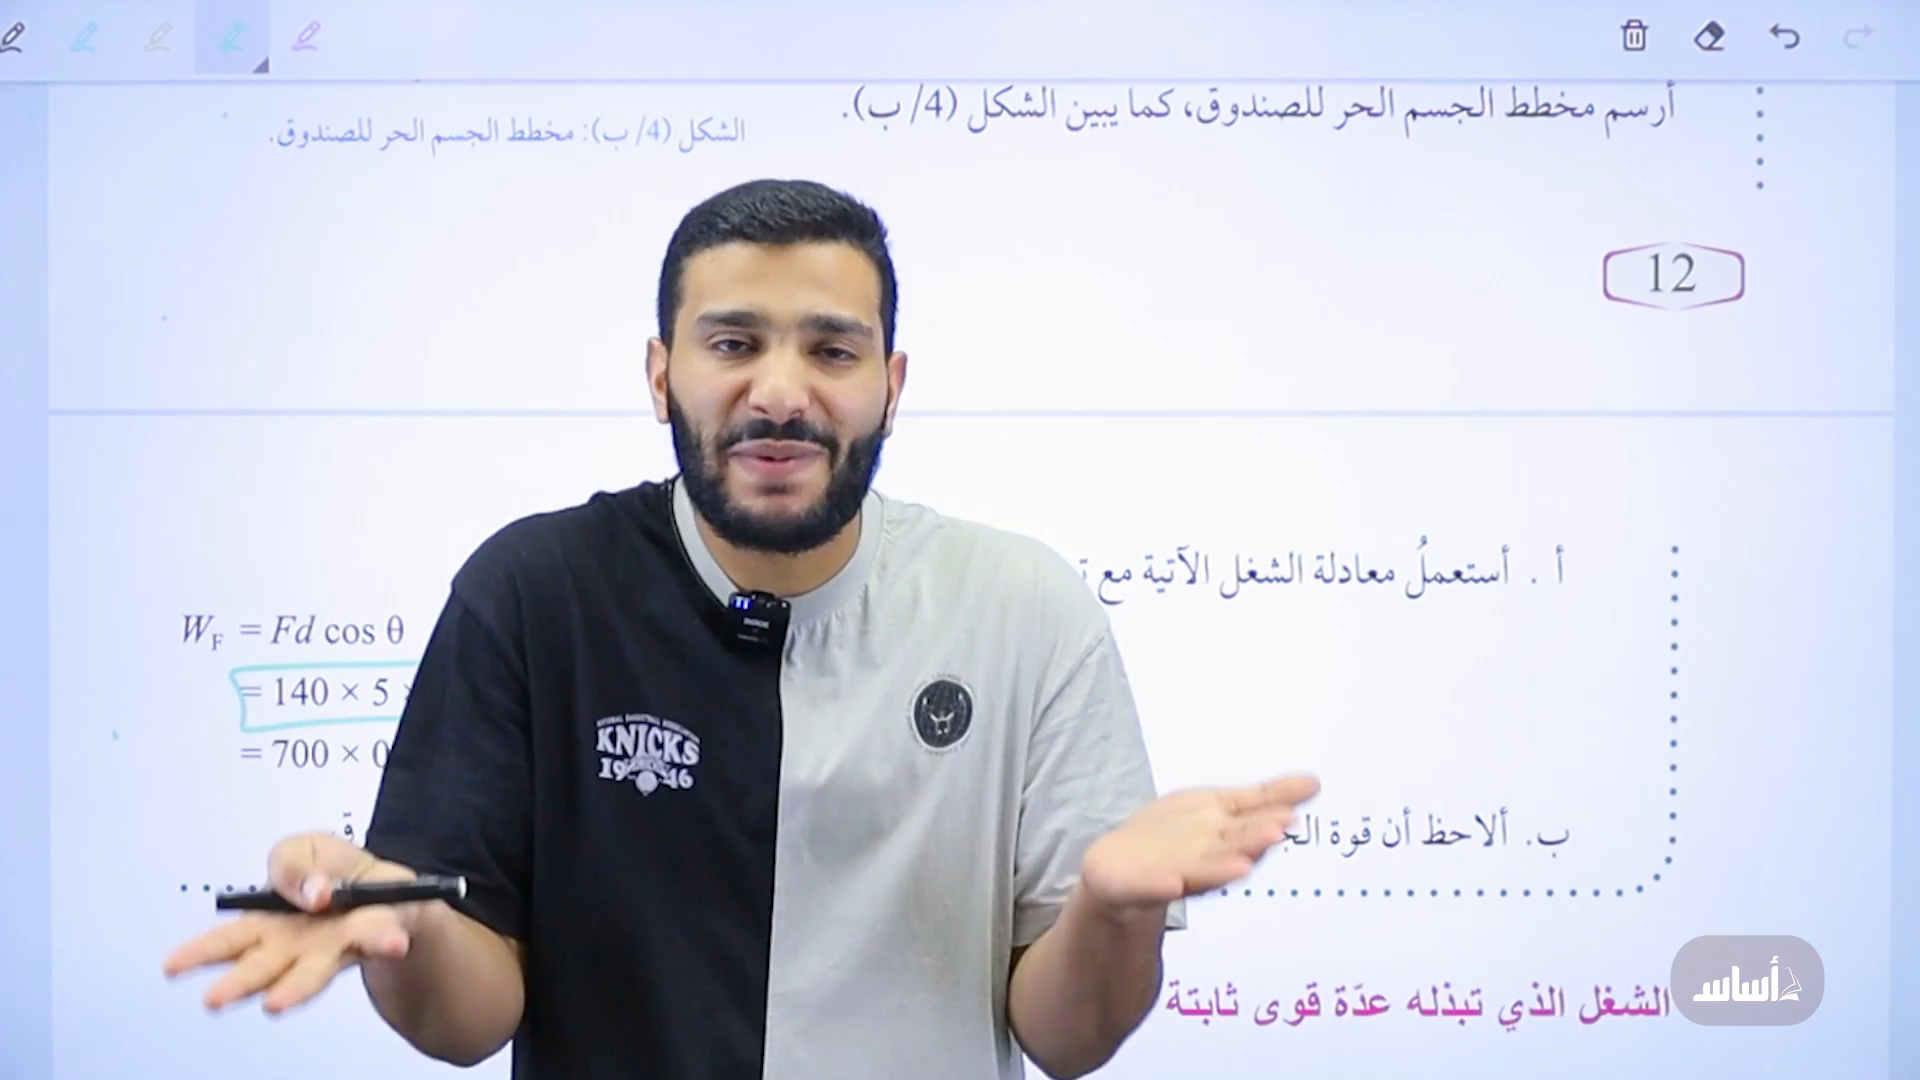 أرسم مخطط الجسم الحر للصندوق، كما يبين الشكل (4/ ب).
الشكل (4/ ب): مخطط الجسم الحر للصندوق.
12
أ . أستعملُ معادلة الشغل الآتية مع
W_F = Fd cos θ
= 140 × 5
= 700 × 0
ب. ألاحظ أن قوة
KNICKS
1946
الشغل الذي تبذله عدّة قوى ثابتة
أساس